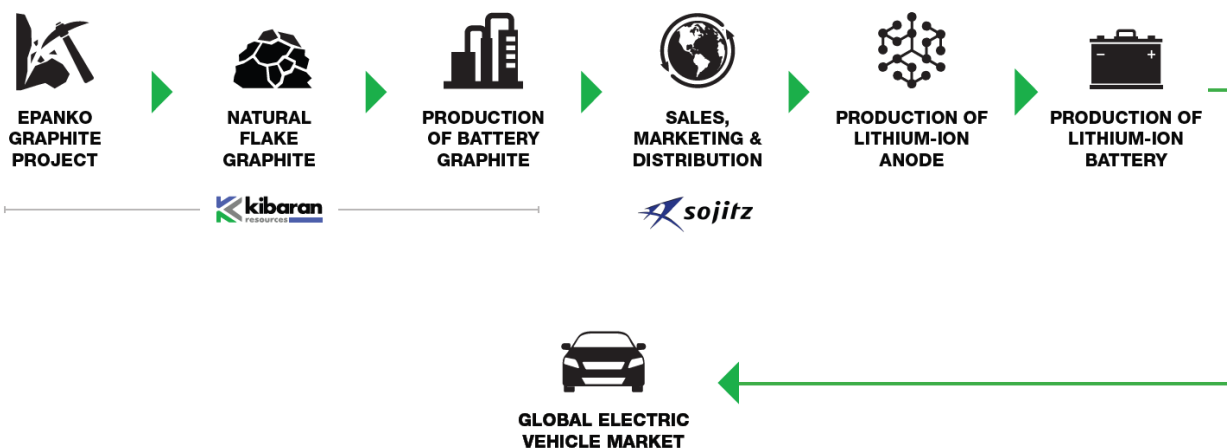 EPANKO
GRAPHITE
PROJECT
NATURAL
FLAKE
GRAPHITE
PRODUCTION
OF BATTERY
GRAPHITE
SALES,
MARKETING &
DISTRIBUTION
PRODUCTION OF
LITHIUM-ION
ANODE
PRODUCTION OF
LITHIUM-ION
BATTERY
kibaran
resources
sojitz
GLOBAL ELECTRIC
VEHICLE MARKET